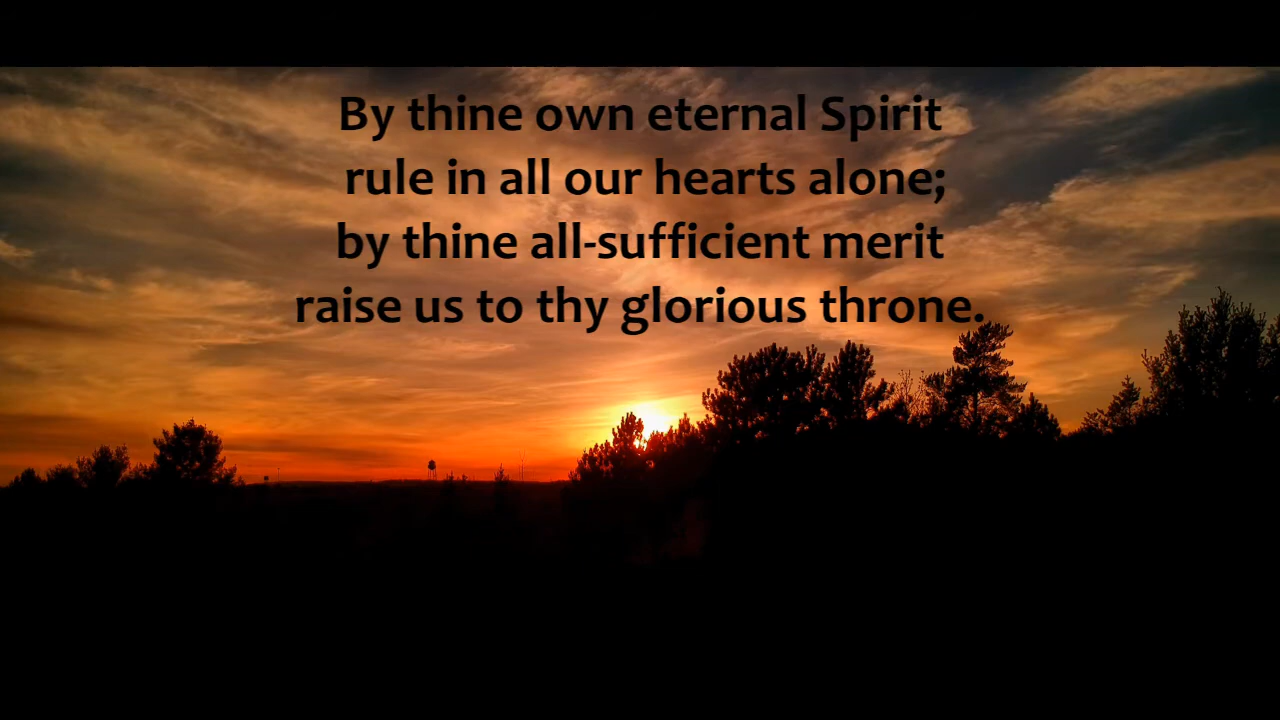 By thine own eternal Spirit
rule in all our hearts alone;
by thine all-sufficient merit
raise us to thy glorious throne.